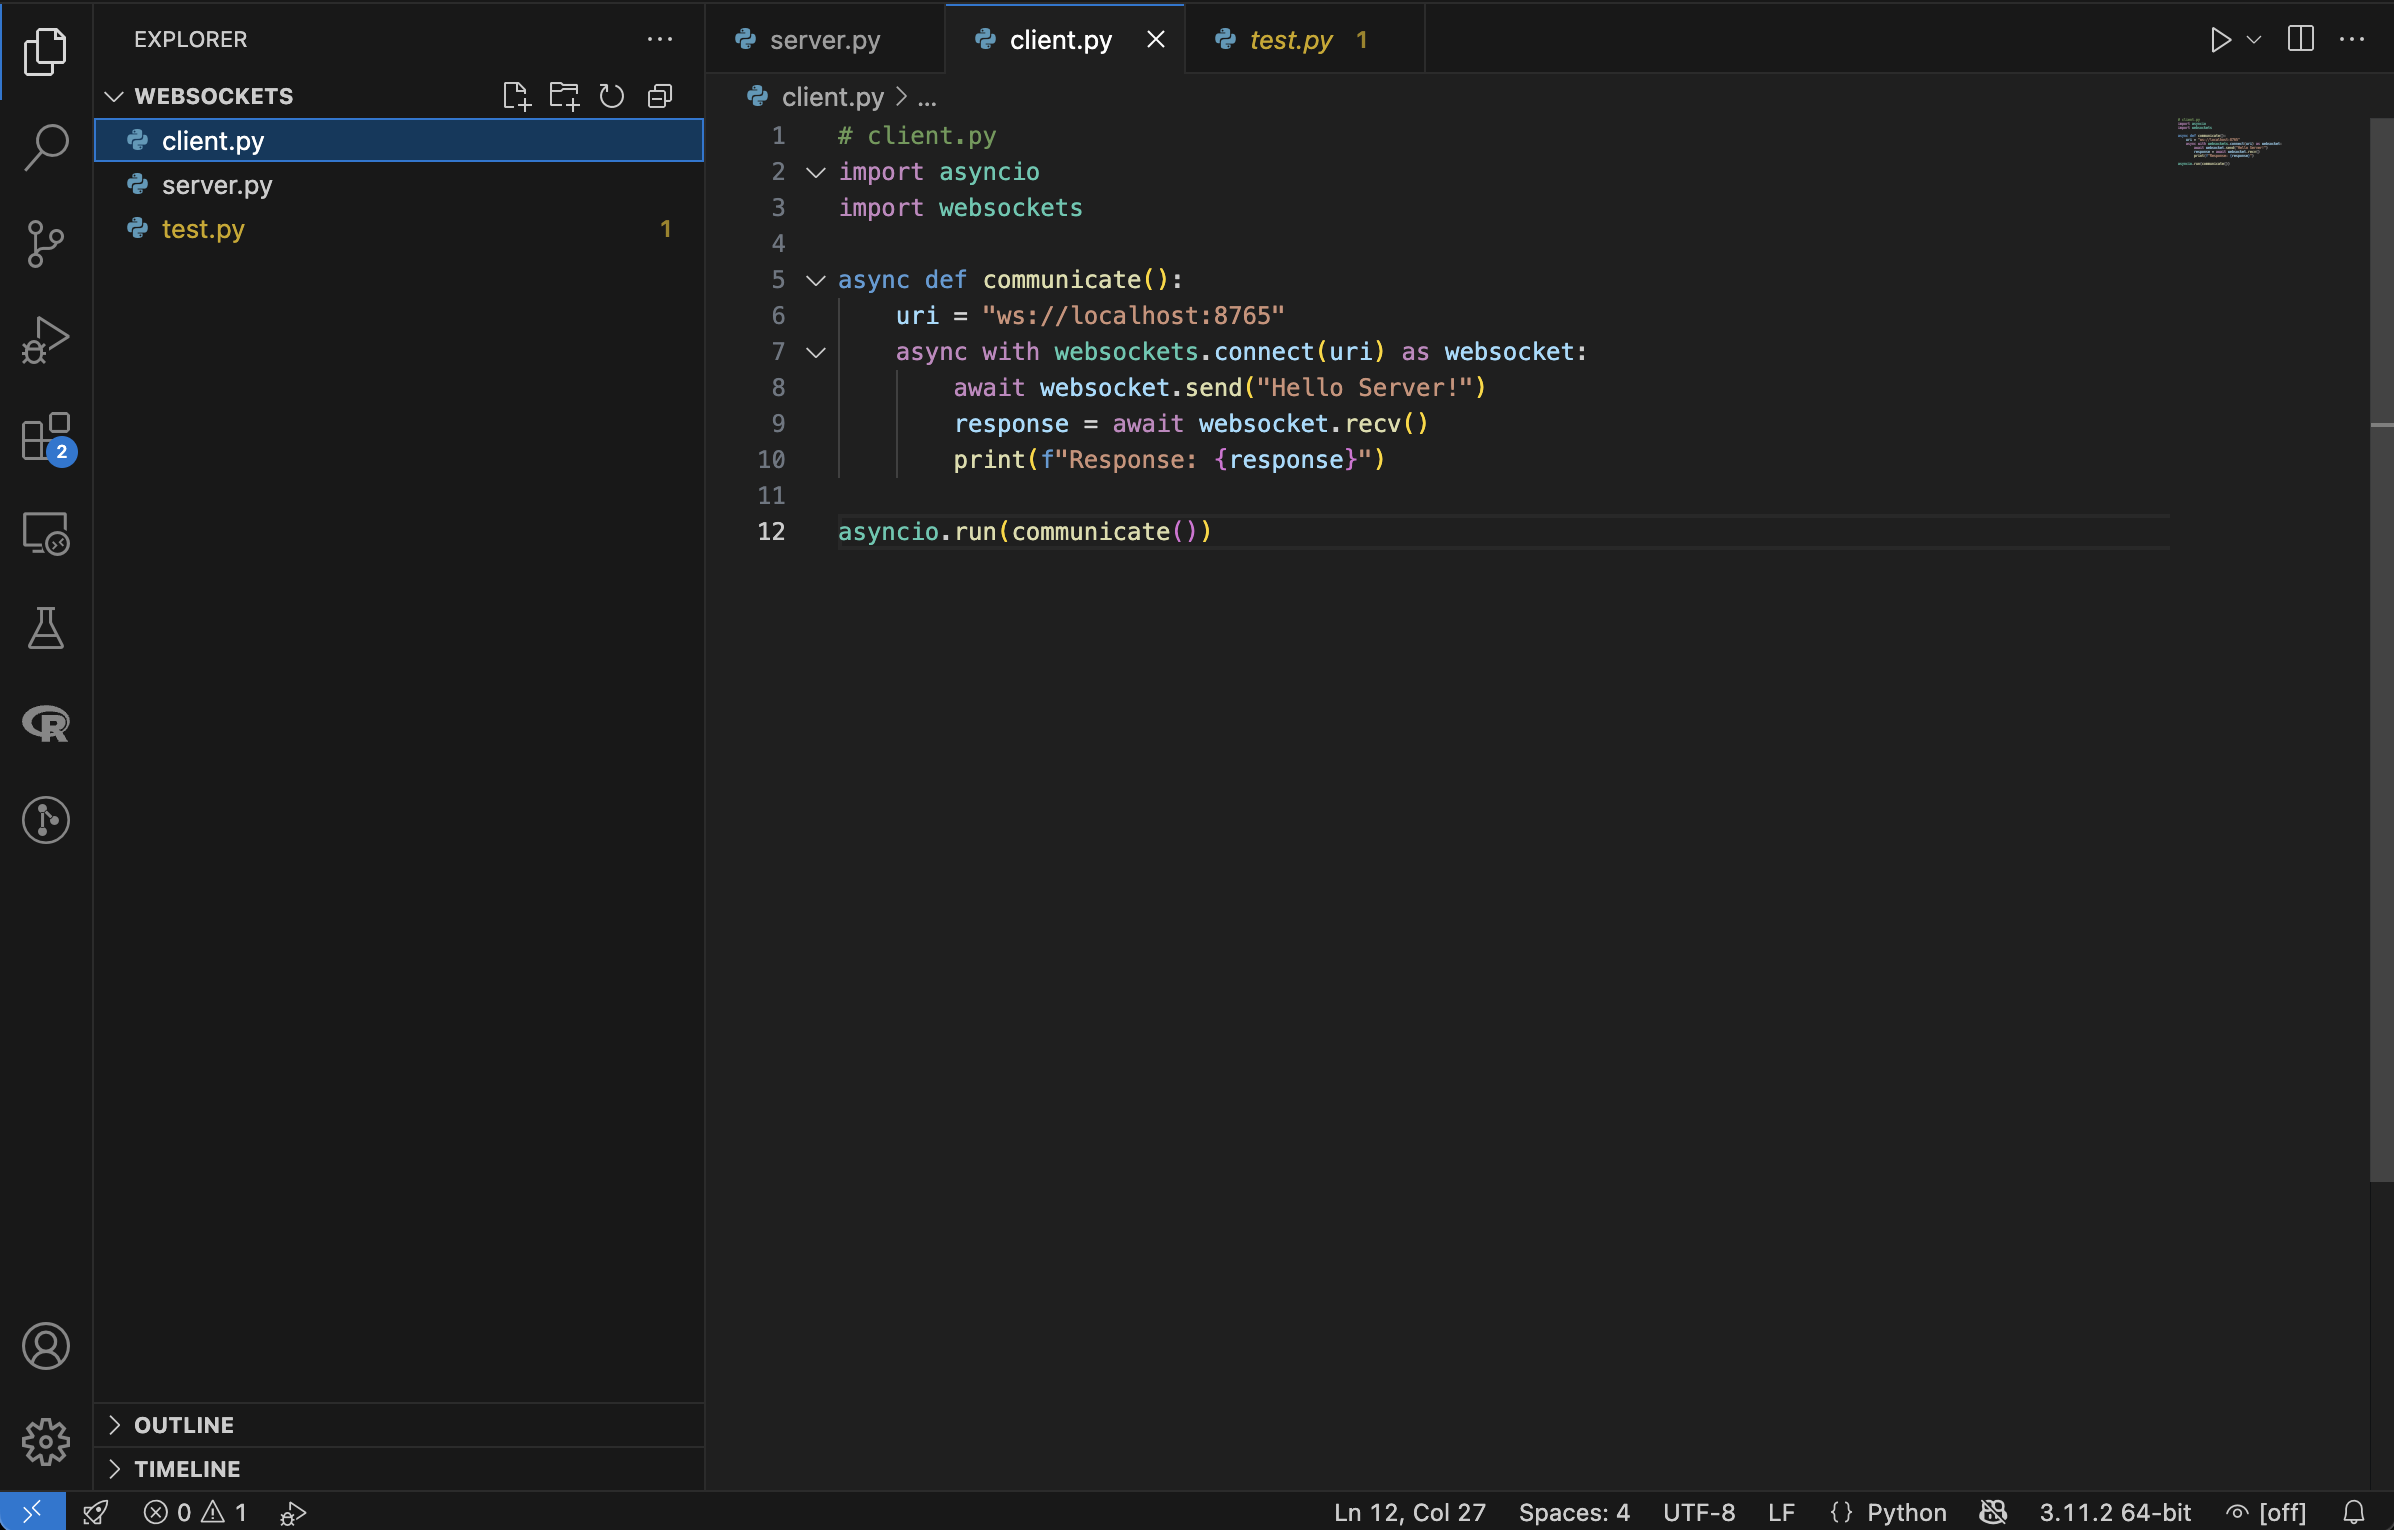 EXPLORER
WEBSOCKETS
client.py
server.py
test.py 1
2
OUTLINE
TIMELINE
server.py client.py test.py 1
client.py > ...
1 # client.py
2 import asyncio
3 import websockets
4
5 async def communicate():
6     uri = "ws://localhost:8765"
7     async with websockets.connect(uri) as websocket:
8         await websocket.send("Hello Server!")
9         response = await websocket.recv()
10         print(f"Response: {response}")
11
12 asyncio.run(communicate())
0 1 Ln 12, Col 27 Spaces: 4 UTF-8 LF {} Python 3.11.2 64-bit [off]